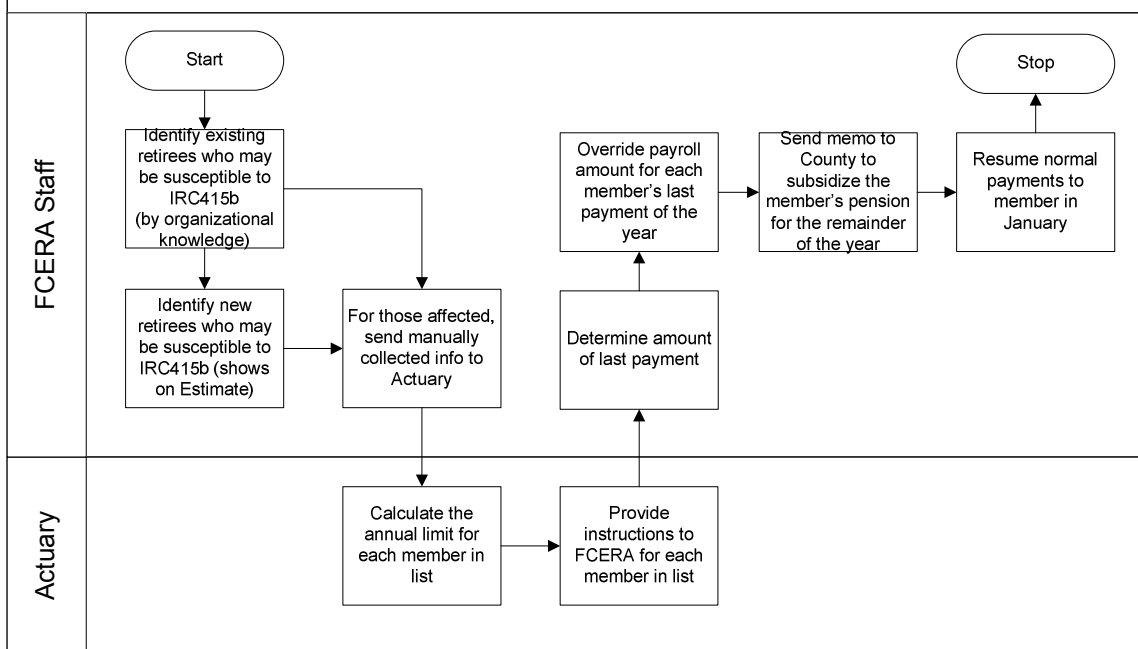 FCERA Staff
Start
Identify existing
retirees who may
be susceptible to
IRC415b
(by organizational
knowledge)
Identify new
retirees who may
be susceptible to
IRC415b (shows
on Estimate)
For those affected,
send manually
collected info to
Actuary
Override payroll
amount for each
member's last
payment of the
year
Determine amount
of last payment
Send memo to
County to
subsidize the
member's pension
for the remainder
of the year
Resume normal
payments to
member in
January
Stop
Actuary
Calculate the
annual limit for
each member in
list
Provide
instructions to
FCERA for each
member in list